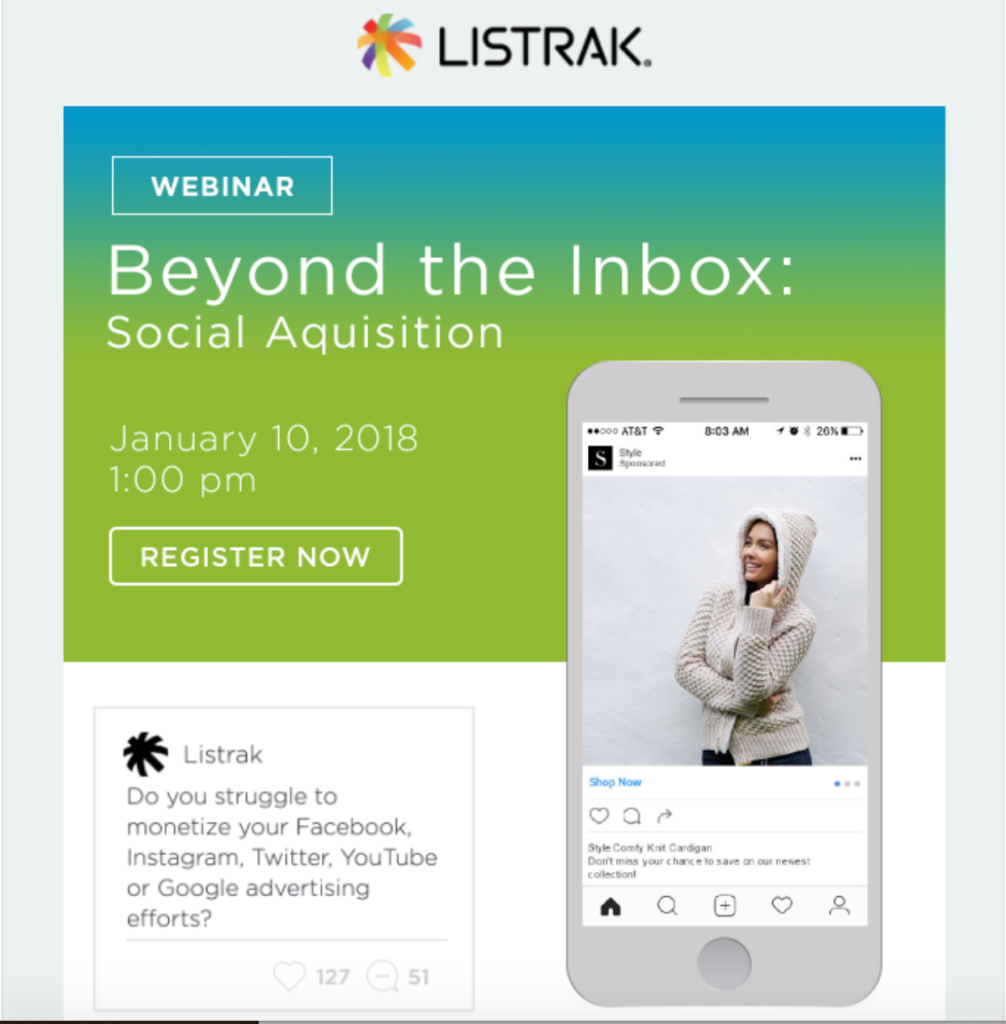 LISTRAK
WEBINAR
Beyond the Inbox:
Social Aquisition
January 10, 2018
1:00 pm
REGISTER NOW
AT&T 8:03 AM 26%
S
Style
Sponsored
Shop Now
Style Comfy Knit Cardigan
Don't miss your chance to save on our newest
collection!
Listrak
Do you struggle to
monetize your Facebook,
Instagram, Twitter, YouTube
or Google advertising
efforts?
127 51